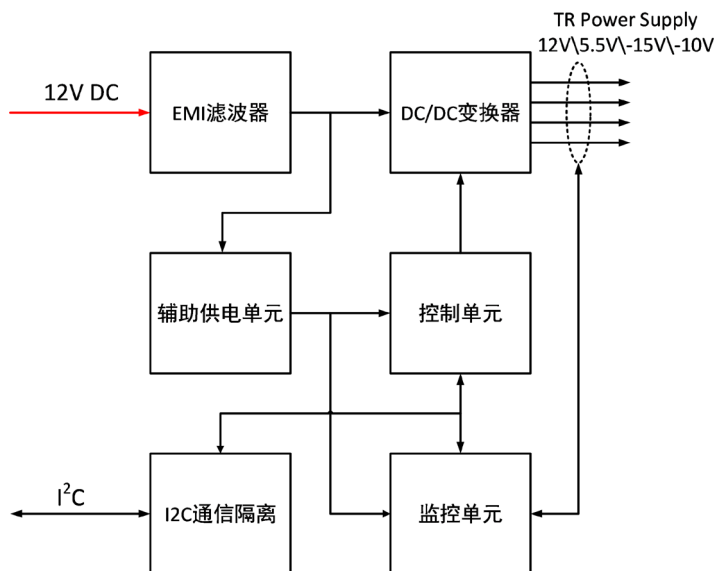 TR Power Supply
12V\5.5V\-15V\-10V
12V DC
EMI滤波器
DC/DC变换器
辅助供电单元
控制单元
I²C
I2C通信隔离
监控单元